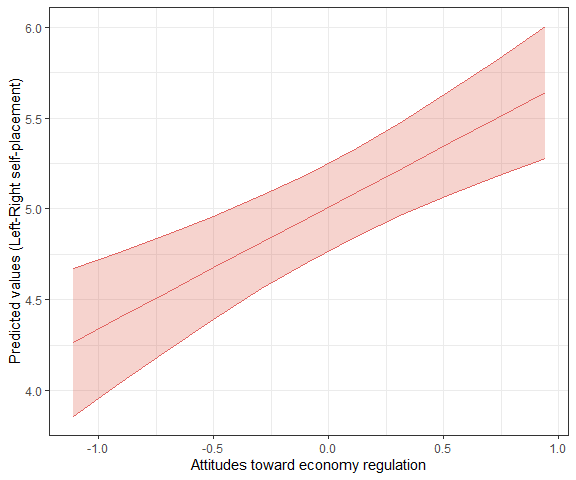 Predicted values (Left-Right self-placement)
6.0
5.5
5.0
4.5
4.0
-1.0 -0.5 0.0 0.5 1.0
Attitudes toward economy regulation